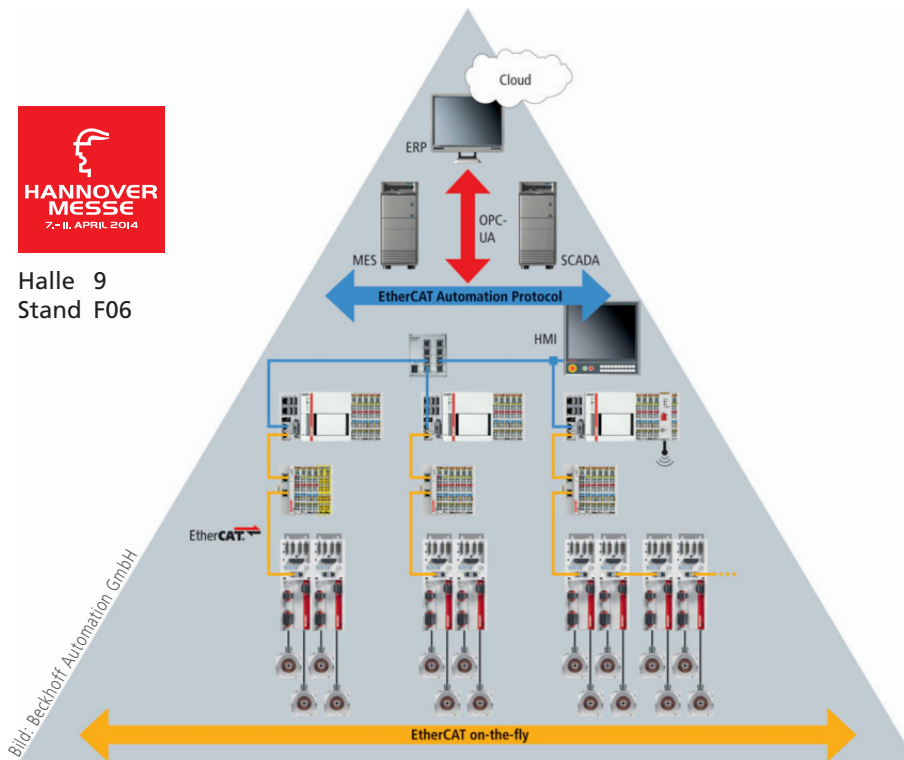 Cloud
ERP
HANNOVER
MESSE
7.–11. APRIL 2014
OPC-
UA
MES
SCADA
Halle 9
Stand F06
EtherCAT Automation Protocol
HMI
EtherCAT®
Bild: Beckhoff Automation GmbH
EtherCAT on-the-fly